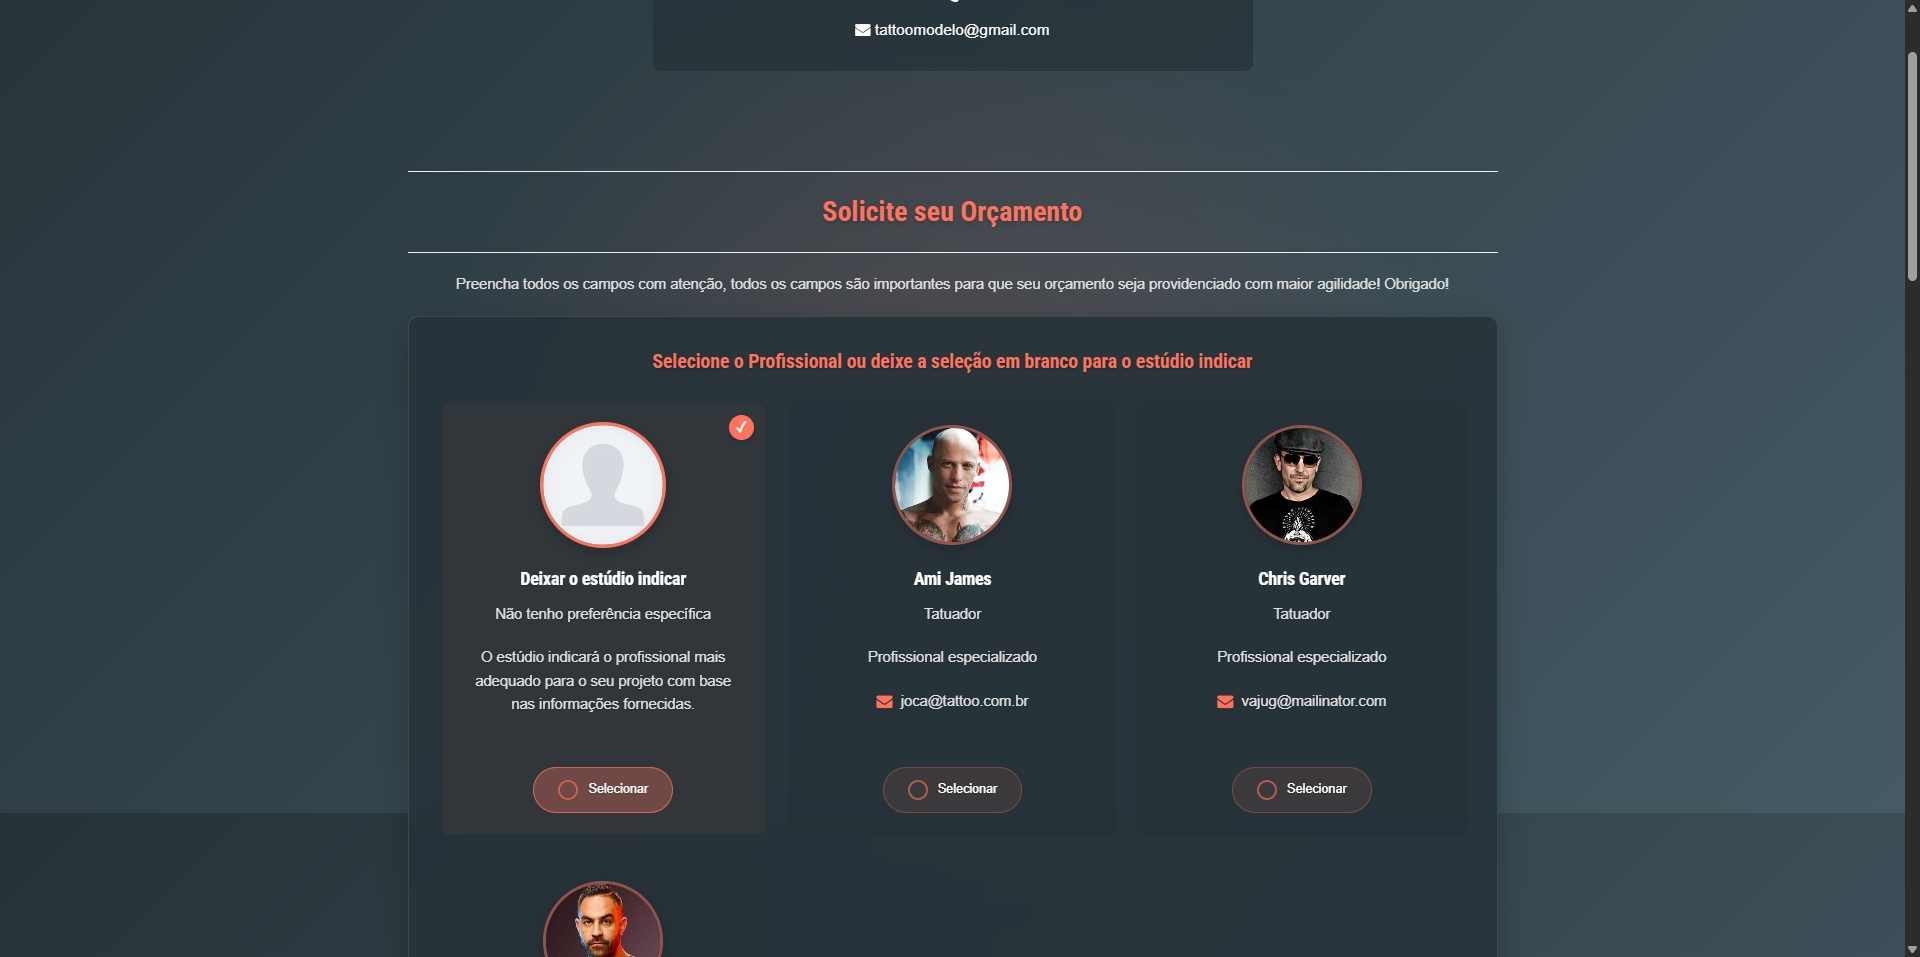 tattoomodelo@gmail.com
Solicite seu Orçamento
Preencha todos os campos com atenção, todos os campos são importantes para que seu orçamento seja providenciado com maior agilidade! Obrigado!
Selecione o Profissional ou deixe a seleção em branco para o estúdio indicar
Deixar o estúdio indicar
Não tenho preferência específica
O estúdio indicará o profissional mais
adequado para o seu projeto com base
nas informações fornecidas.
Selecionar
Ami James
Tatuador
Profissional especializado
joca@tattoo.com.br
Selecionar
Chris Garver
Tatuador
Profissional especializado
vajug@mailinator.com
Selecionar